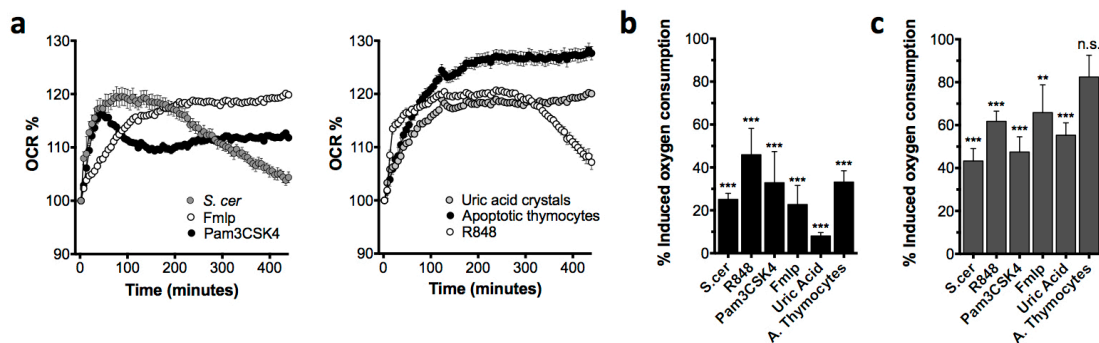 a
OCR %
130
120
110
100
90
S. cer
Fmlp
Pam3CSK4
0
100
200
300
400
Time (minutes)
OCR %
130
120
110
100
90
Uric acid crystals
Apoptotic thymocytes
R848
0
100
200
300
400
Time (minutes)
b
% Induced oxygen consumption
100
80
60
40
20
0
***
***
***
***
***
***
S.cer
R848
Pam3CSK4
Fmlp
Uric Acid
A. Thymocytes
c
% Induced oxygen consumption
100
80
60
40
20
0
***
***
***
**
***
n.s.
S.cer
R848
Pam3CSK4
Fmlp
Uric Acid
A. Thymocytes